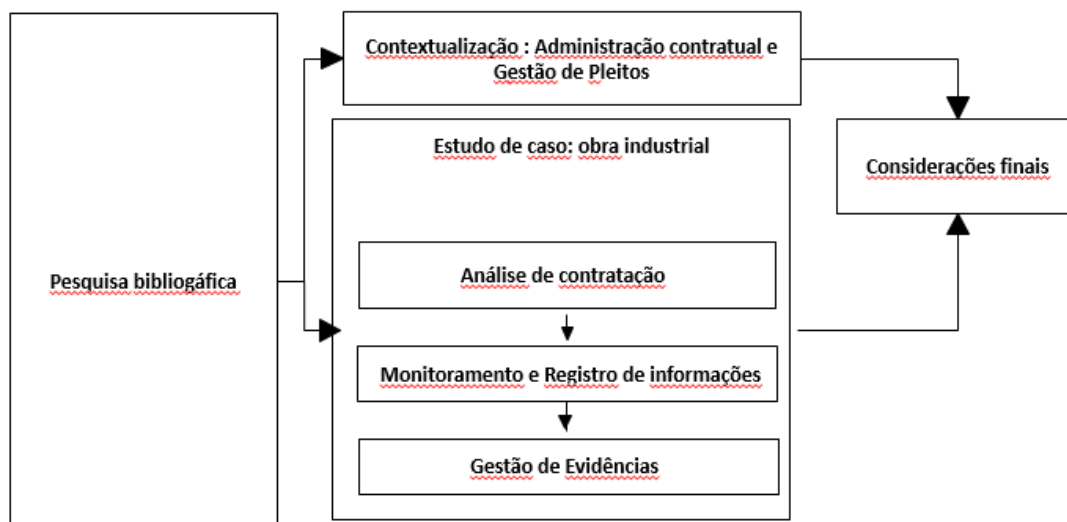 Contextualização : Administração contratual e
Gestão de Pleitos
Estudo de caso: obra industrial
Considerações finais
Pesquisa bibliogáfica
Análise de contratação
Monitoramento e Registro de informações
Gestão de Evidências